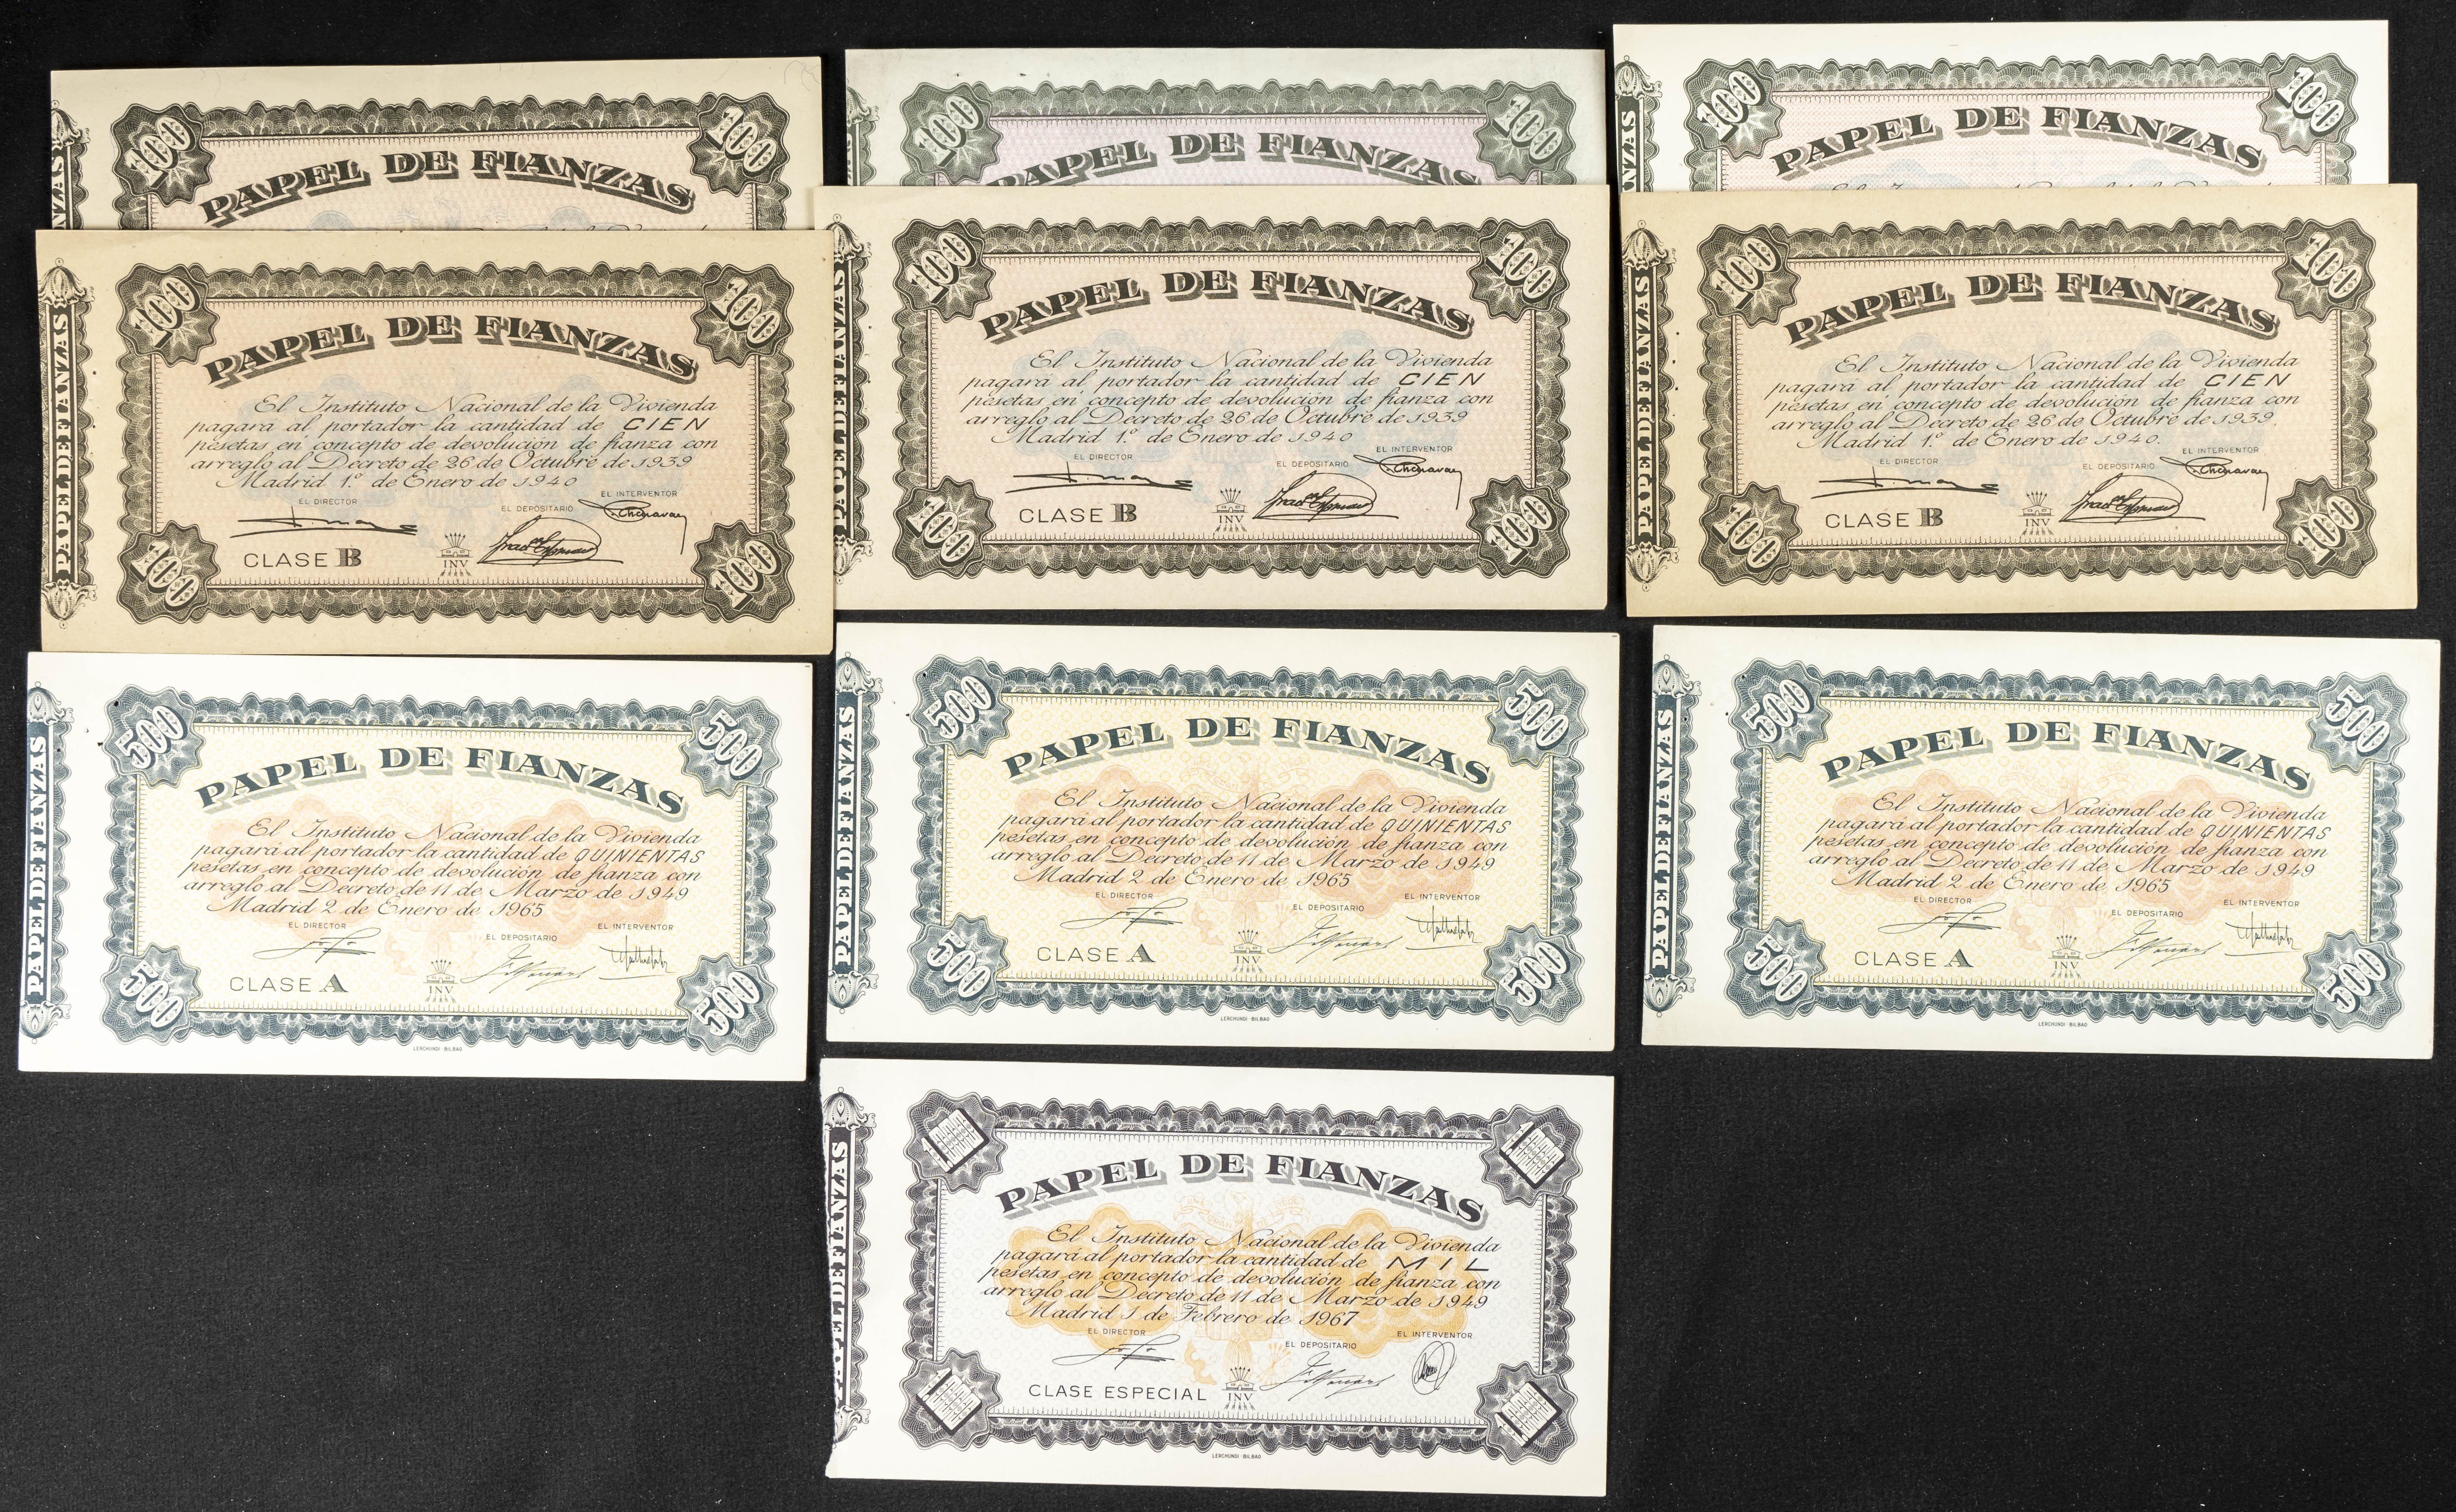 100 100
PAPEL DE FIANZAS
100 100
PAPEL DE FIANZAS
100 100
PAPEL DE FIANZAS
PAPEL DE FIANZAS
100 100
PAPEL DE FIANZAS
El Instituto Nacional de la Vivienda
pagará al portador la cantidad de CIEN
pesetas en concepto de devolución de fianza con
arreglo al Decreto de 26 de Octubre de 1939
Madrid 1.º de Enero de 1940
EL DIRECTOR
EL DEPOSITARIO
EL INTERVENTOR
CLASE B
INV
100 100
PAPEL DE FIANZAS
100 100
PAPEL DE FIANZAS
El Instituto Nacional de la Vivienda
pagará al portador la cantidad de CIEN
pesetas en concepto de devolución de fianza con
arreglo al Decreto de 26 de Octubre de 1939
Madrid 1.º de Enero de 1940
EL DIRECTOR
EL DEPOSITARIO
EL INTERVENTOR
CLASE B
INV
100 100
PAPEL DE FIANZAS
100 100
PAPEL DE FIANZAS
El Instituto Nacional de la Vivienda
pagará al portador la cantidad de CIEN
pesetas en concepto de devolución de fianza con
arreglo al Decreto de 26 de Octubre de 1939.
Madrid 1.º de Enero de 1940.
EL DIRECTOR
EL DEPOSITARIO
EL INTERVENTOR
CLASE B
INV
100 100
PAPEL DE FIANZAS
500 500
PAPEL DE FIANZAS
El Instituto Nacional de la Vivienda
pagará al portador la cantidad de QUINIENTAS
pesetas en concepto de devolución de fianza con
arreglo al Decreto de 11 de Marzo de 1949
Madrid 2 de Enero de 1965
EL DIRECTOR
EL DEPOSITARIO
EL INTERVENTOR
CLASE A
INV
500 500
LERCHUNDI-BILBAO
PAPEL DE FIANZAS
500 500
PAPEL DE FIANZAS
El Instituto Nacional de la Vivienda
pagará al portador la cantidad de QUINIENTAS
pesetas en concepto de devolución de fianza con
arreglo al Decreto de 11 de Marzo de 1949
Madrid 2 de Enero de 1965
EL DIRECTOR
EL DEPOSITARIO
EL INTERVENTOR
CLASE A
INV
500 500
LERCHUNDI-BILBAO
PAPEL DE FIANZAS
500 500
PAPEL DE FIANZAS
El Instituto Nacional de la Vivienda
pagará al portador la cantidad de QUINIENTAS
pesetas en concepto de devolución de fianza con
arreglo al Decreto de 11 de Marzo de 1949
Madrid 2 de Enero de 1965
EL DIRECTOR
EL DEPOSITARIO
EL INTERVENTOR
CLASE A
INV
500 500
LERCHUNDI-BILBAO
PAPEL DE FIANZAS
PAPEL DE FIANZAS
El Instituto Nacional de la Vivienda
pagará al portador la cantidad de MIL
pesetas en concepto de devolución de fianza con
arreglo al Decreto de 11 de Marzo de 1949
Madrid 1 de Febrero de 1967
EL DIRECTOR
EL DEPOSITARIO
EL INTERVENTOR
CLASE ESPECIAL
INV
LERCHUNDI-BILBAO